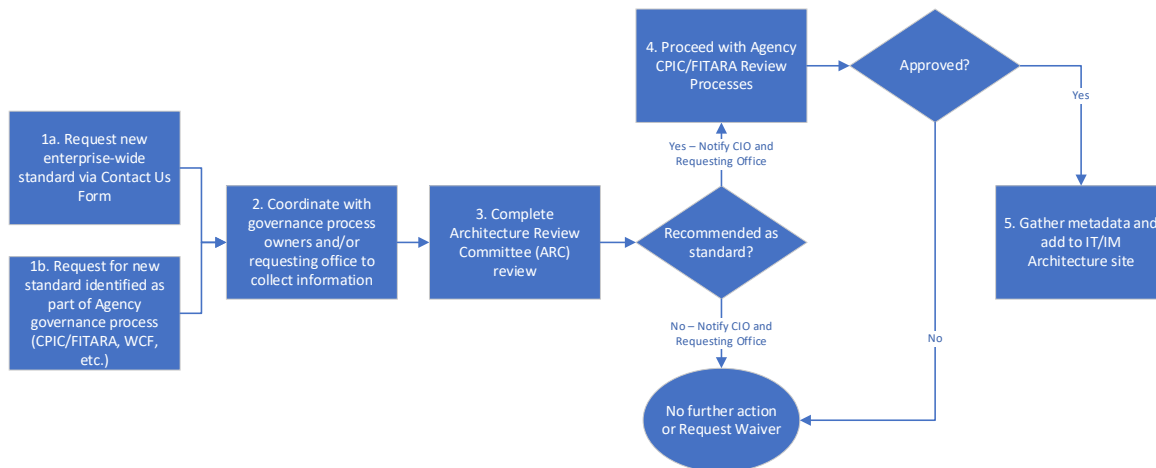 1a. Request new
enterprise-wide
standard via Contact Us
Form
1b. Request for new
standard identified as
part of Agency
governance process
(CPIC/FITARA, WCF,
etc.)
2. Coordinate with
governance process
owners and/or
requesting office to
collect information
3. Complete
Architecture Review
Committee (ARC)
review
Recommended as
standard?
Yes – Notify CIO and
Requesting Office
4. Proceed with Agency
CPIC/FITARA Review
Processes
Approved?
Yes
5. Gather metadata and
add to IT/IM
Architecture site
No – Notify CIO and
Requesting Office
No
No further action
or Request Waiver